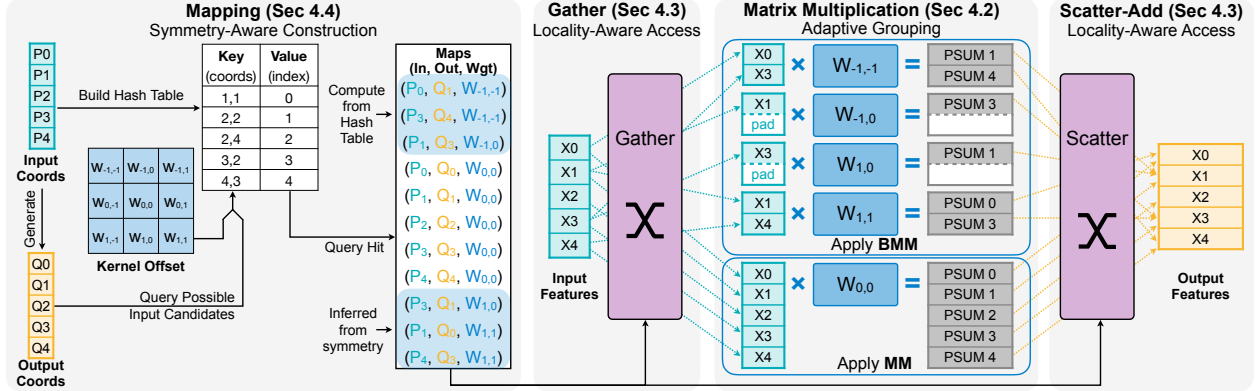 Mapping (Sec 4.4)
Symmetry-Aware Construction
P0
P1
P2
P3
P4
Input
Coords
Build Hash Table
Key
(coords)
Value
(index)
1,1 0
2,2 1
2,4 2
3,2 3
4,3 4
W-1,-1 W-1,0 W-1,1
W0,-1 W0,0 W0,1
W1,-1 W1,0 W1,1
Kernel Offset
Generate
Q0
Q1
Q2
Q3
Q4
Output
Coords
Query Possible
Input Candidates
Compute
from
Hash
Table
Query Hit
Inferred
from
symmetry
Maps
(In, Out, Wgt)
(P0, Q1, W-1,-1)
(P3, Q4, W-1,-1)
(P1, Q3, W-1,0)
(P0, Q0, W0,0)
(P1, Q1, W0,0)
(P2, Q2, W0,0)
(P3, Q3, W0,0)
(P4, Q4, W0,0)
(P3, Q1, W1,0)
(P1, Q0, W1,1)
(P4, Q3, W1,1)
Gather (Sec 4.3)
Locality-Aware Access
X0
X1
X2
X3
X4
Input
Features
Gather
Matrix Multiplication (Sec 4.2)
Adaptive Grouping
X0
X3
× W-1,-1 =
PSUM 1
PSUM 4
X1
pad
× W-1,0 =
PSUM 3
X3
pad
× W1,0 =
PSUM 1
X1
X4
× W1,1 =
PSUM 0
PSUM 3
Apply BMM
X0
X1
X2
X3
X4
× W0,0 =
PSUM 0
PSUM 1
PSUM 2
PSUM 3
PSUM 4
Apply MM
Scatter-Add (Sec 4.3)
Locality-Aware Access
Scatter
X0
X1
X2
X3
X4
Output
Features